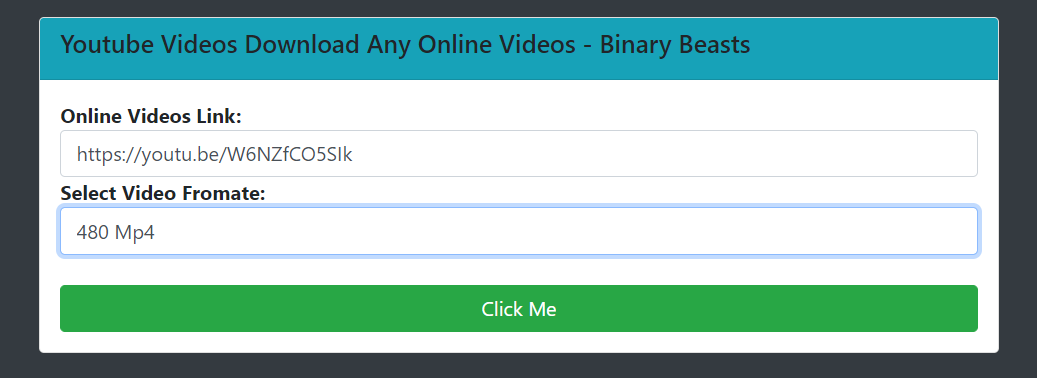 Youtube Videos Download Any Online Videos - Binary Beasts
Online Videos Link:
https://youtu.be/W6NZfCO5SIk
Select Video Fromate:
480 Mp4
Click Me